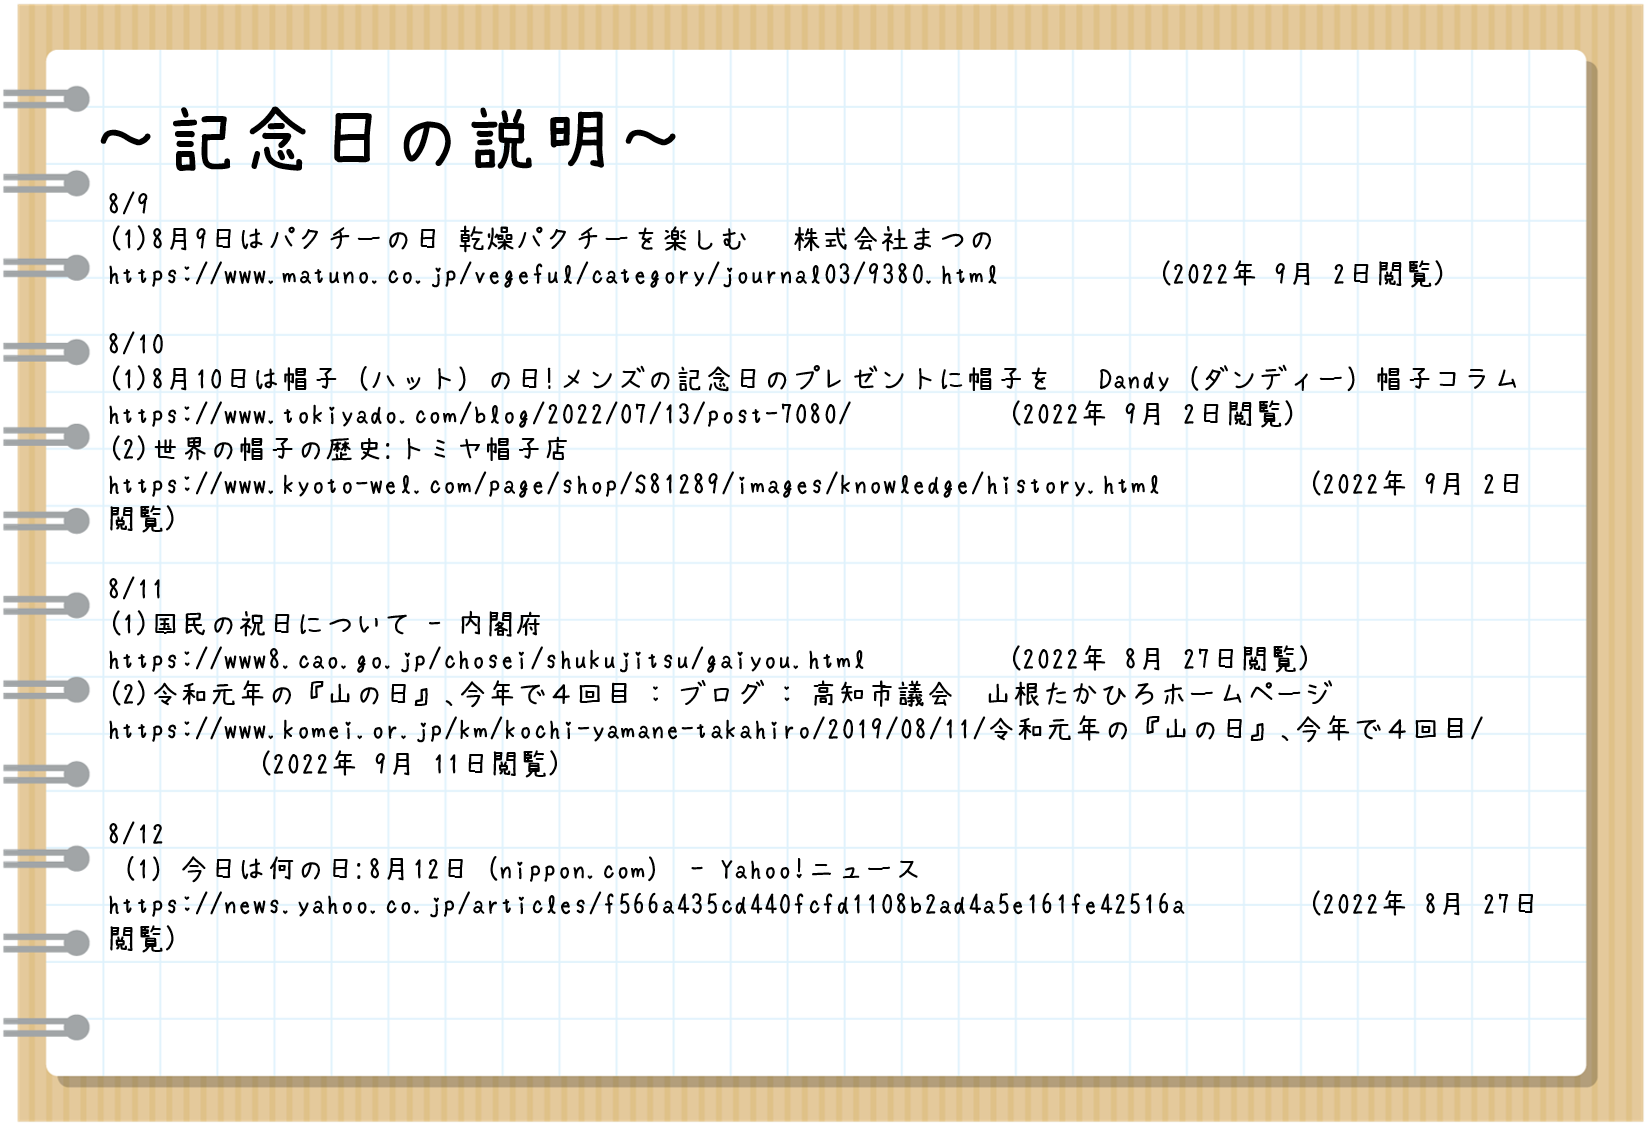 ～記念日の説明～
8/9
(1)8月9日はパクチーの日 乾燥パクチーを楽しむ　株式会社まつの
https://www.matuno.co.jp/vegeful/category/journal03/9380.html　(2022年 9月 2日閲覧)
8/10
(1)8月10日は帽子（ハット）の日!メンズの記念日のプレゼントに帽子を　Dandy（ダンディー）帽子コラム
https://www.tokiyado.com/blog/2022/07/13/post-7080/　(2022年 9月 2日閲覧)
(2)世界の帽子の歴史:トミヤ帽子店
https://www.kyoto-wel.com/page/shop/S81289/images/knowledge/history.html　(2022年 9月 2日
閲覧)
8/11
(1)国民の祝日について - 内閣府
https://www8.cao.go.jp/chosei/shukujitsu/gaiyou.html　(2022年 8月 27日閲覧)
(2)令和元年の『山の日』、今年で４回目 : ブログ : 高知市議会　山根たかひろホームページ
https://www.komei.or.jp/km/kochi-yamane-takahiro/2019/08/11/令和元年の『山の日』、今年で４回目/
(2022年 9月 11日閲覧)
8/12
（1） 今日は何の日:8月12日（nippon.com） - Yahoo!ニュース
https://news.yahoo.co.jp/articles/f566a435cd440fcfd1108b2ad4a5e161fe42516a　(2022年 8月 27日
閲覧)